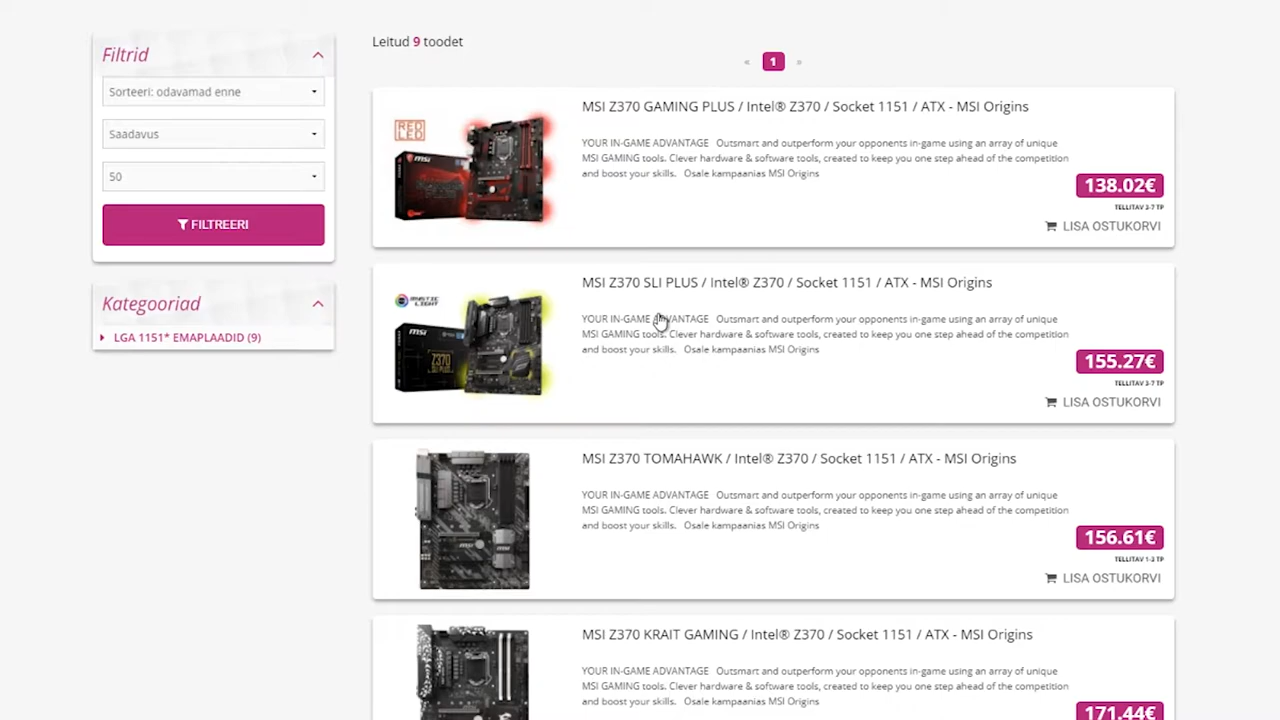 Filtrid
Sorteeri: odavamad enne
Saadavus
50
FILTREERI
Kategooriad
LGA 1151* EMAPLAADID (9)
Leitud 9 toodet
« 1 »
MSI Z370 GAMING PLUS / Intel® Z370 / Socket 1151 / ATX - MSI Origins
RED
LED
msi
YOUR IN-GAME ADVANTAGE Outsmart and outperform your opponents in-game using an array of unique
MSI GAMING tools. Clever hardware & software tools, created to keep you one step ahead of the competition
and boost your skills. Osale kampaanias MSI Origins
138.02€
TELLITAV 3-7 TP
LISA OSTUKORVI
MSI Z370 SLI PLUS / Intel® Z370 / Socket 1151 / ATX - MSI Origins
MYSTIC
LIGHT
msi
Z370
SLI PLUS
YOUR IN-GAME ADVANTAGE Outsmart and outperform your opponents in-game using an array of unique
MSI GAMING tools. Clever hardware & software tools, created to keep you one step ahead of the competition
and boost your skills. Osale kampaanias MSI Origins
155.27€
TELLITAV 3-7 TP
LISA OSTUKORVI
MSI Z370 TOMAHAWK / Intel® Z370 / Socket 1151 / ATX - MSI Origins
msi
YOUR IN-GAME ADVANTAGE Outsmart and outperform your opponents in-game using an array of unique
MSI GAMING tools. Clever hardware & software tools, created to keep you one step ahead of the competition
and boost your skills. Osale kampaanias MSI Origins
156.61€
TELLITAV 1-3 TP
LISA OSTUKORVI
MSI Z370 KRAIT GAMING / Intel® Z370 / Socket 1151 / ATX - MSI Origins
YOUR IN-GAME ADVANTAGE Outsmart and outperform your opponents in-game using an array of unique
MSI GAMING tools. Clever hardware & software tools, created to keep you one step ahead of the competition
and boost your skills. Osale kampaanias MSI Origins
171.44€